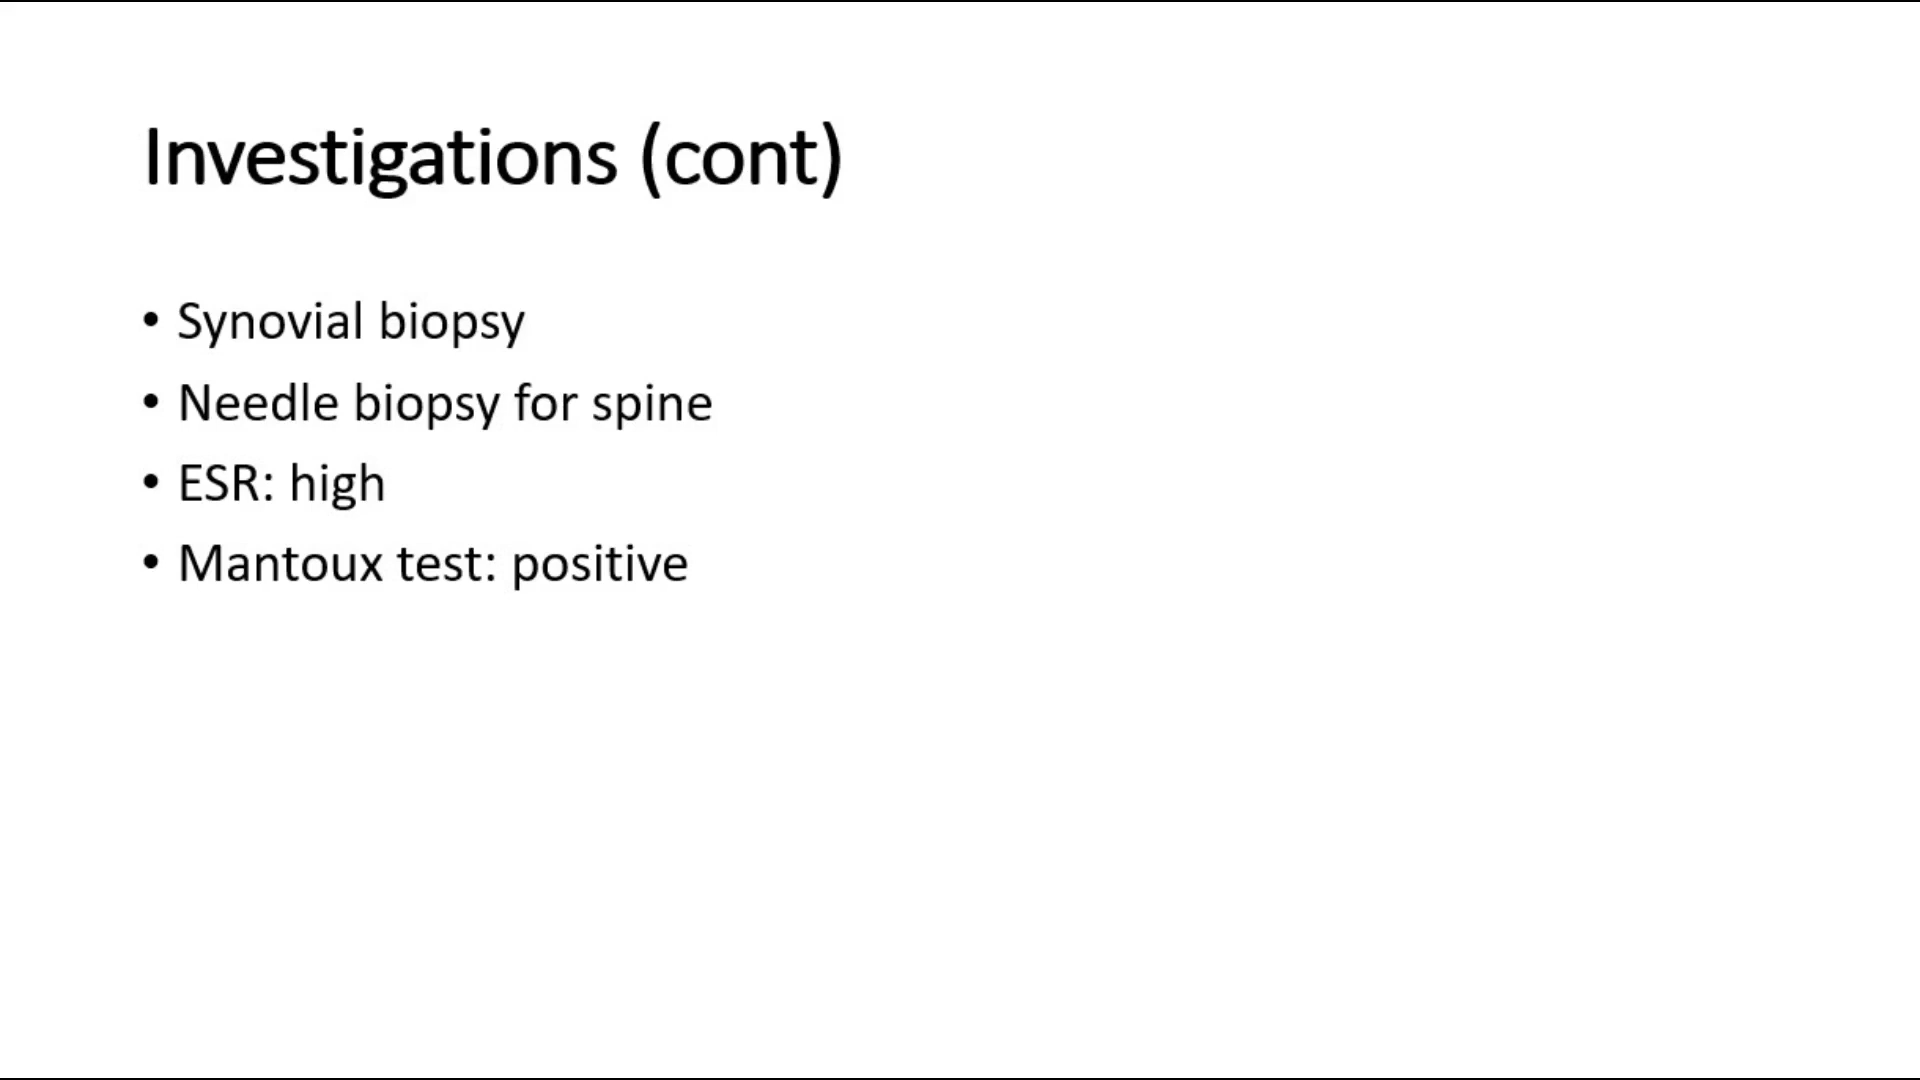 Investigations (cont)
• Synovial biopsy
• Needle biopsy for spine
• ESR: high
• Mantoux test: positive